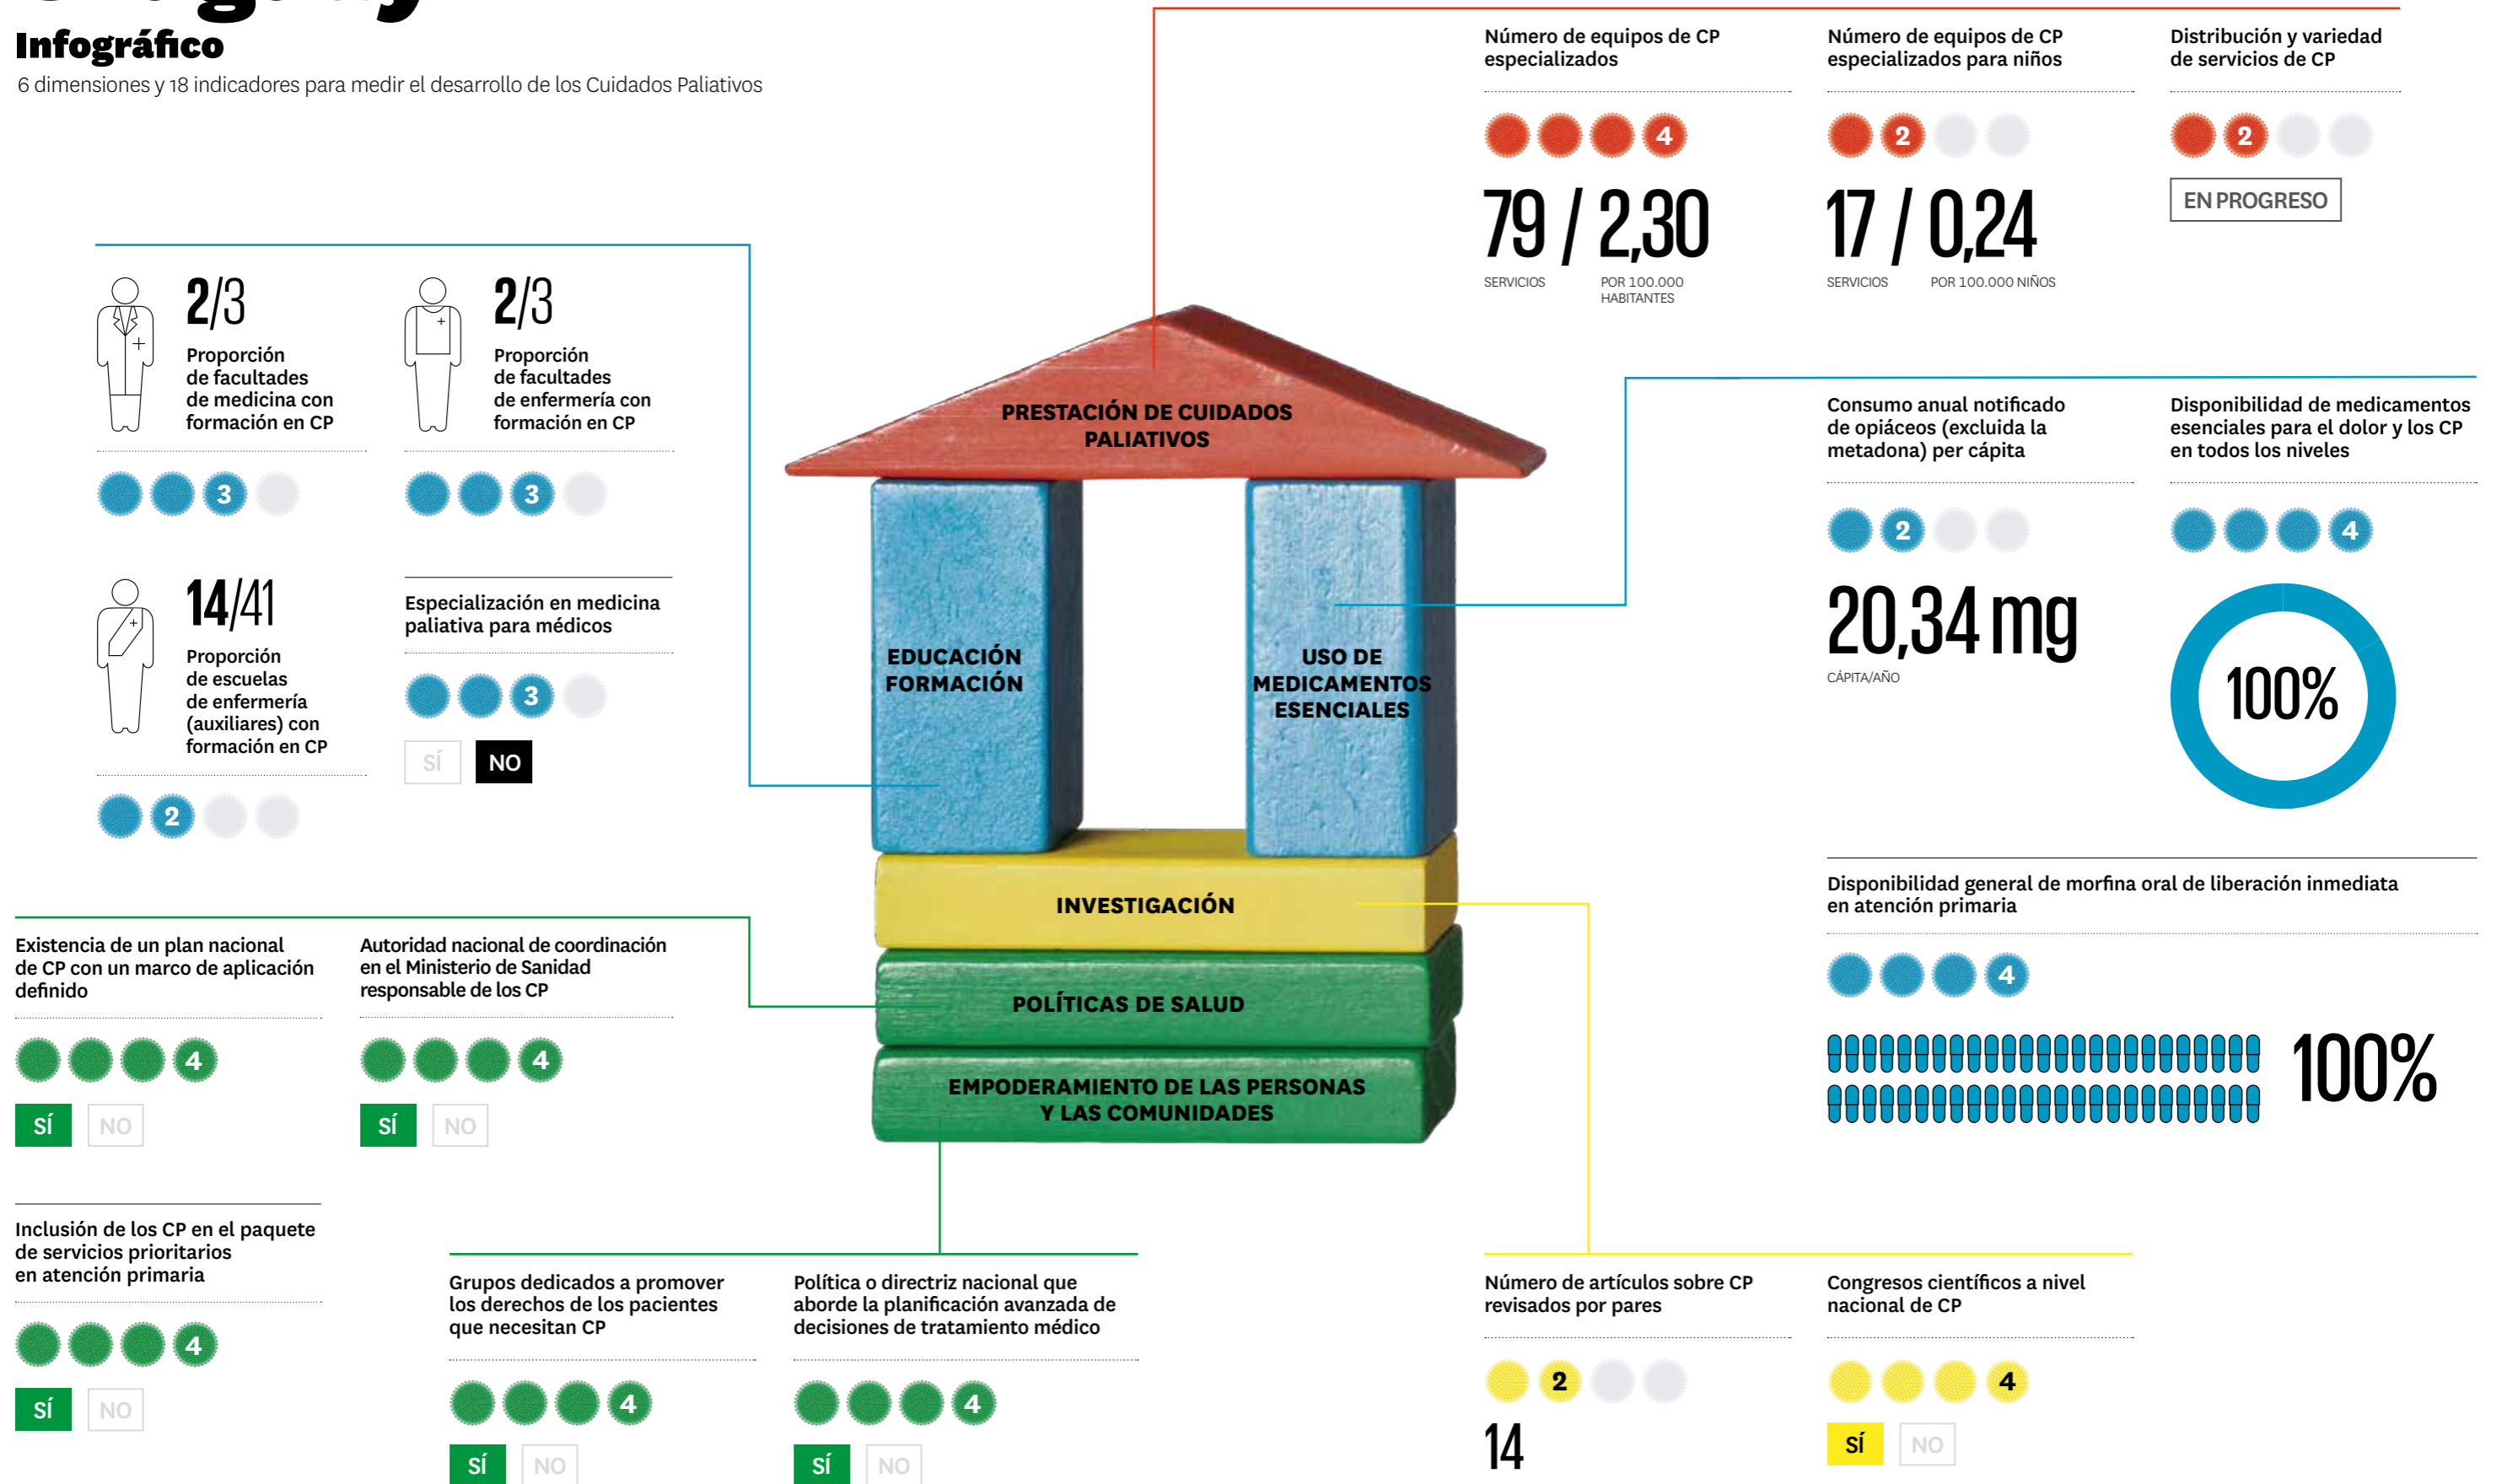 Infográfico
6 dimensiones y 18 indicadores para medir el desarrollo de los Cuidados Paliativos
Número de equipos de CP
especializados
4
79 / 2,30
SERVICIOS
POR 100.000
HABITANTES
Número de equipos de CP
especializados para niños
2
17 / 0,24
SERVICIOS
POR 100.000 NIÑOS
Distribución y variedad
de servicios de CP
2
EN PROGRESO
2/3
Proporción
de facultades
de medicina con
formación en CP
3
2/3
Proporción
de facultades
de enfermería con
formación en CP
3
14/41
Proporción
de escuelas
de enfermería
(auxiliares) con
formación en CP
2
Especialización en medicina
paliativa para médicos
3
SÍ NO
PRESTACIÓN DE CUIDADOS
PALIATIVOS
EDUCACIÓN
FORMACIÓN
USO DE
MEDICAMENTOS
ESENCIALES
INVESTIGACIÓN
POLÍTICAS DE SALUD
EMPODERAMIENTO DE LAS PERSONAS
Y LAS COMUNIDADES
Consumo anual notificado
de opiáceos (excluida la
metadona) per cápita
2
20,34 mg
CÁPITA/AÑO
Disponibilidad de medicamentos
esenciales para el dolor y los CP
en todos los niveles
4
100%
Disponibilidad general de morfina oral de liberación inmediata
en atención primaria
4
100%
Existencia de un plan nacional
de CP con un marco de aplicación
definido
4
SÍ NO
Autoridad nacional de coordinación
en el Ministerio de Sanidad
responsable de los CP
4
SÍ NO
Inclusión de los CP en el paquete
de servicios prioritarios
en atención primaria
4
SÍ NO
Grupos dedicados a promover
los derechos de los pacientes
que necesitan CP
4
SÍ NO
Política o directriz nacional que
aborde la planificación avanzada de
decisiones de tratamiento médico
4
SÍ NO
Número de artículos sobre CP
revisados por pares
2
14
Congresos científicos a nivel
nacional de CP
4
SÍ NO